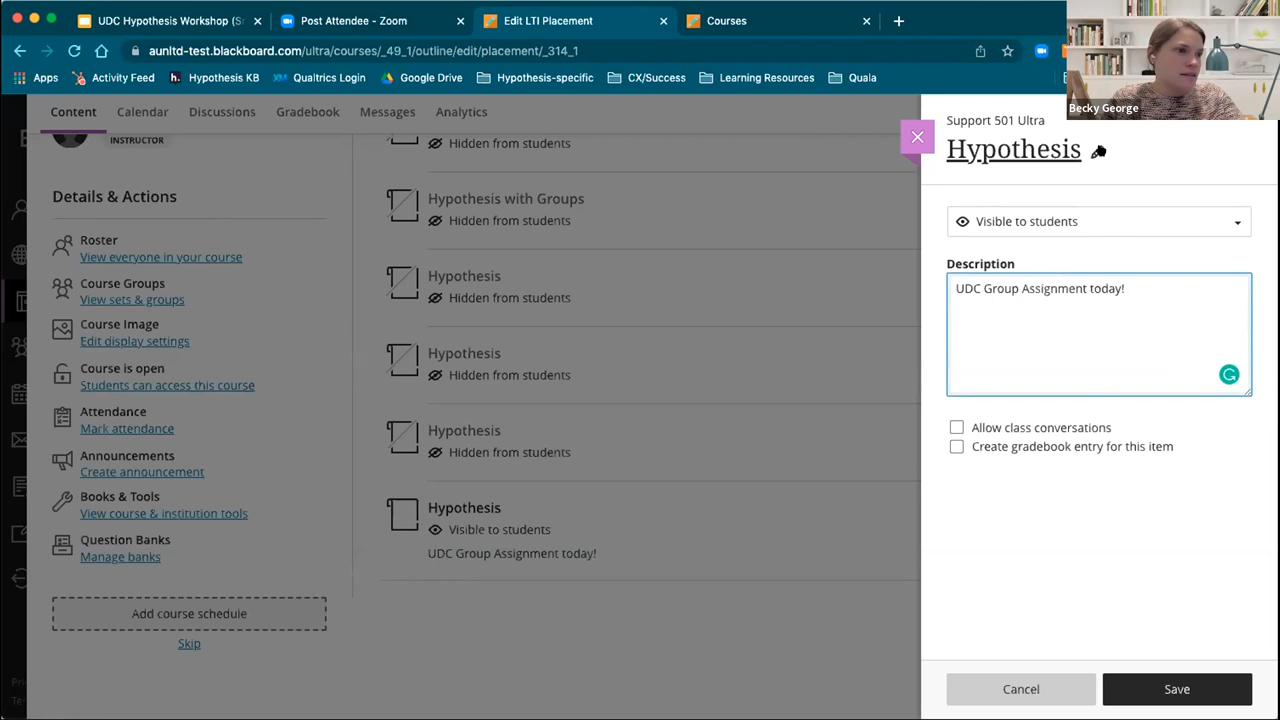 UDC Hypothesis Workshop (S
Post Attendee - Zoom
Edit LTI Placement
Courses
aunltd-test.blackboard.com/ultra/courses/_49_1/outline/edit/placement/_314_1
Apps
Activity Feed
Hypothesis KB
Qualtrics Login
Google Drive
Hypothesis-specific
CX/Success
Learning Resources
Quala
Becky George
Content
Calendar
Discussions
Gradebook
Messages
Analytics
INSTRUCTOR
Details & Actions
Roster
View everyone in your course
Course Groups
View sets & groups
Course Image
Edit display settings
Course is open
Students can access this course
Attendance
Mark attendance
Announcements
Create announcement
Books & Tools
View course & institution tools
Question Banks
Manage banks
Add course schedule
Skip
Hidden from students
Hypothesis with Groups
Hidden from students
Hypothesis
Hidden from students
Hypothesis
Hidden from students
Hypothesis
Hidden from students
Hypothesis
Visible to students
UDC Group Assignment today!
Support 501 Ultra
Hypothesis
Visible to students
Description
UDC Group Assignment today!
Allow class conversations
Create gradebook entry for this item
Cancel
Save